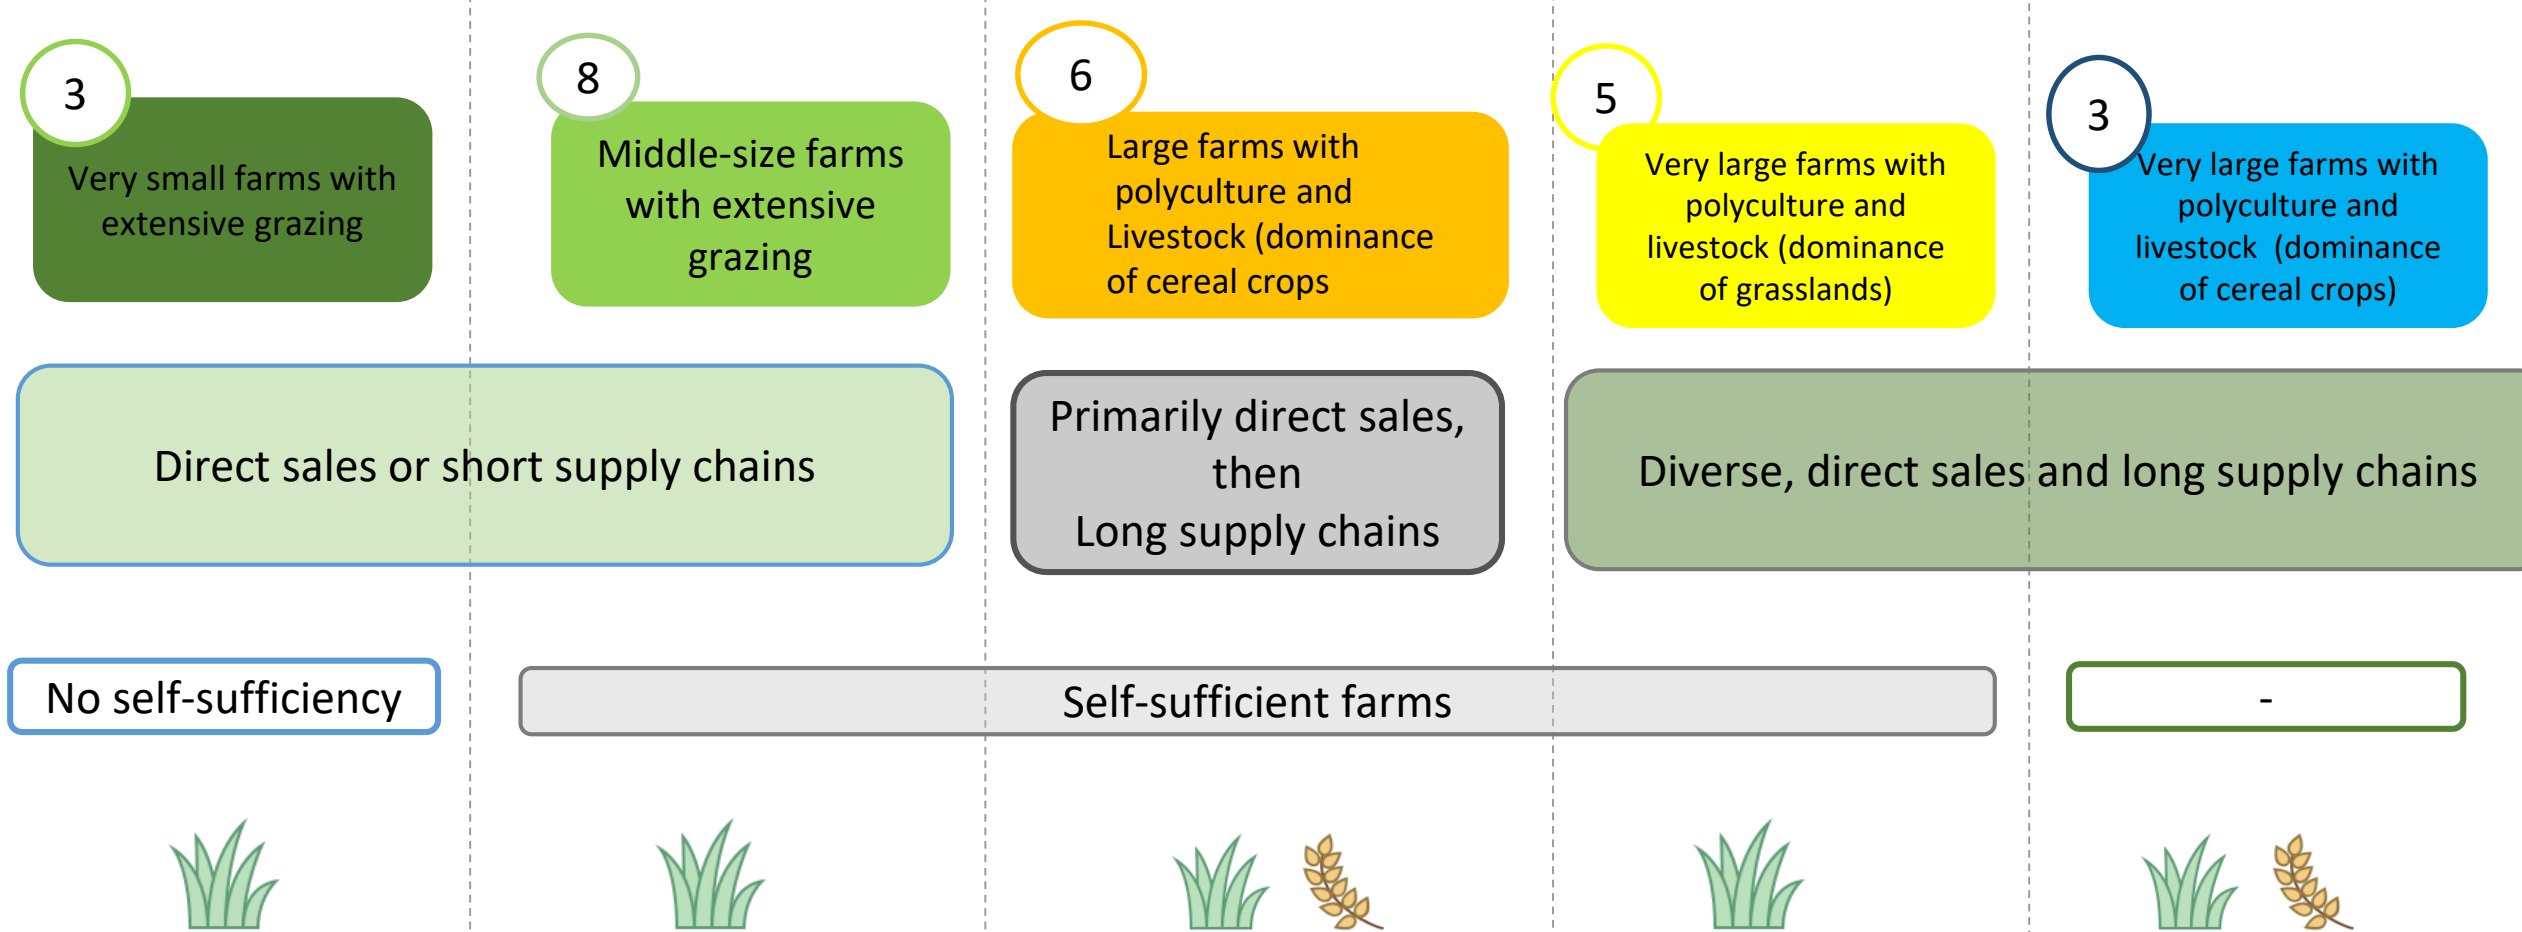 3
Very small farms with
extensive grazing
8
Middle-size farms
with extensive
grazing
6
Large farms with
polyculture and
Livestock (dominance
of cereal crops
5
Very large farms with
polyculture and
livestock (dominance
of grasslands)
3
Very large farms with
polyculture and
livestock  (dominance
of cereal crops)
Direct sales or short supply chains
Primarily direct sales,
then
Long supply chains
Diverse, direct sales and long supply chains
No self-sufficiency
Self-sufficient farms
-